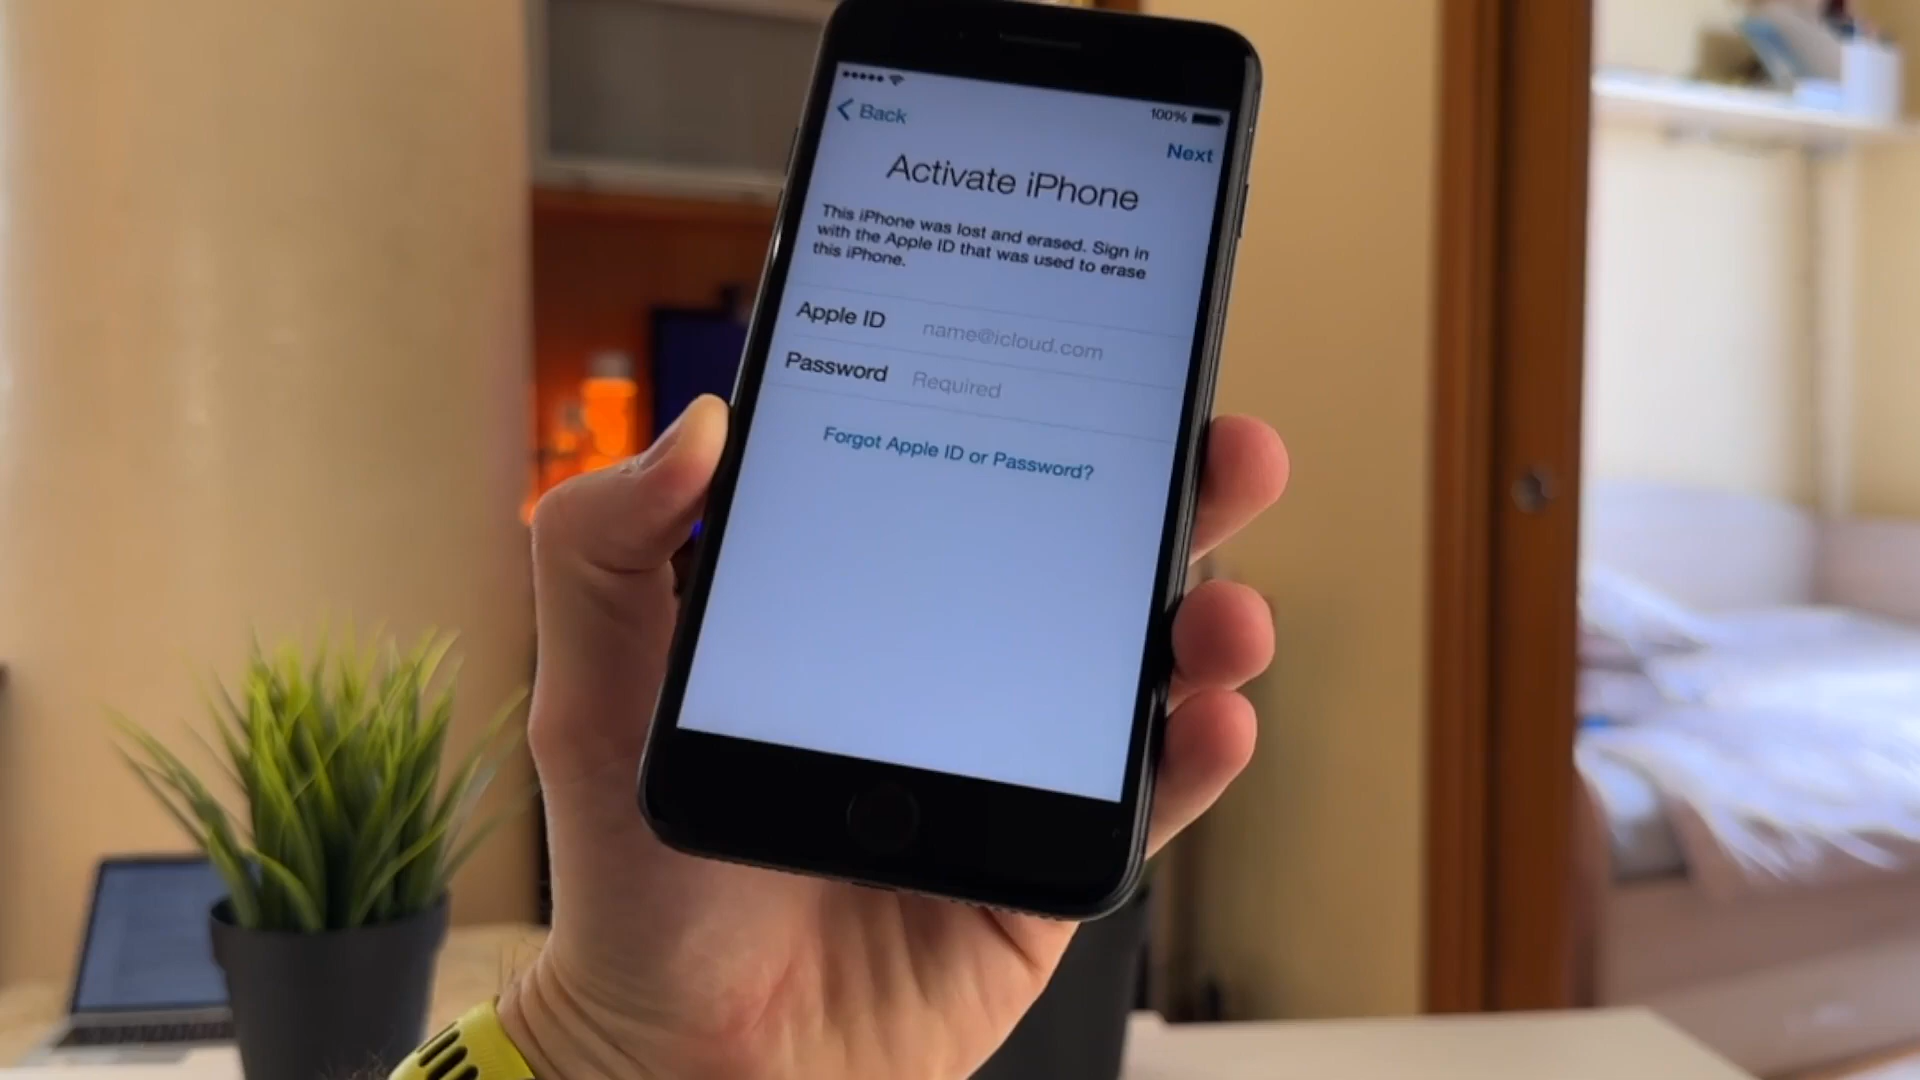 Back
100%
Next
Activate iPhone
This iPhone was lost and erased. Sign in
with the Apple ID that was used to erase
this iPhone.
Apple ID name@icloud.com
Password Required
Forgot Apple ID or Password?